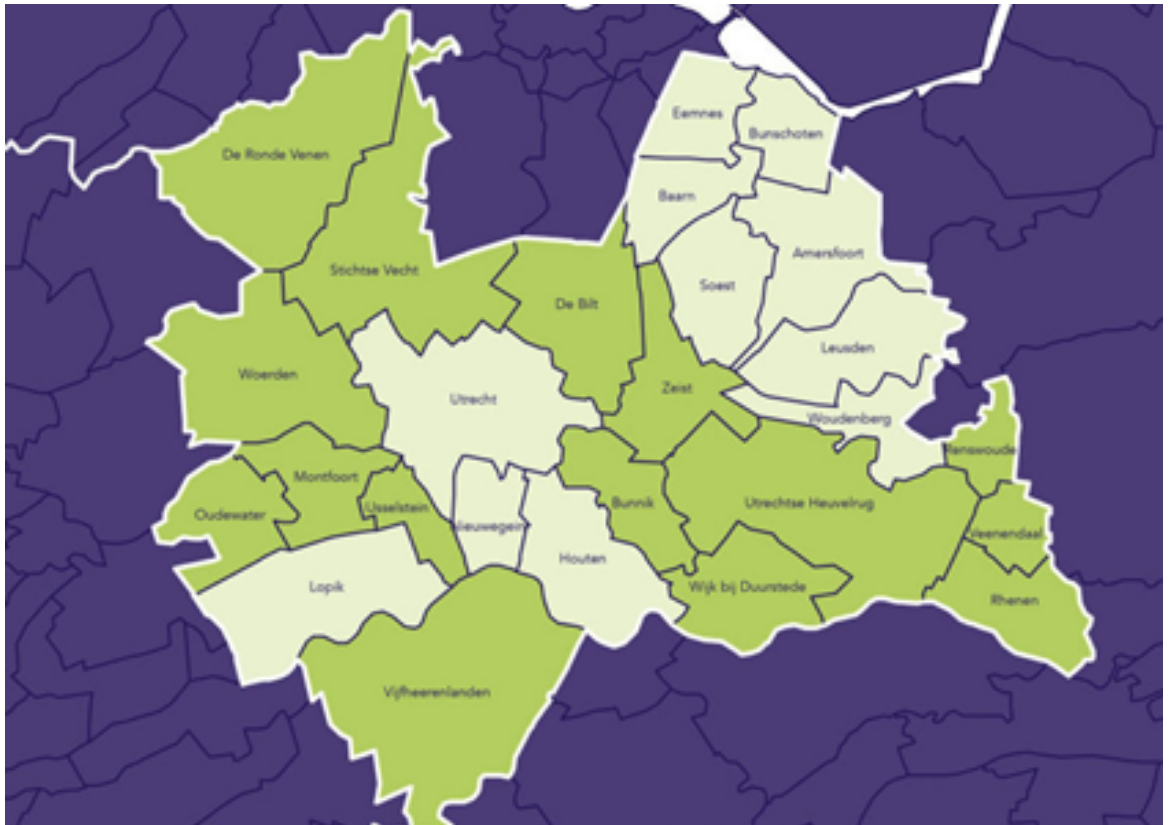 Eemnes
Bunschoten
De Ronde Venen
Baarn
Amersfoort
Stichtse Vecht
Soest
De Bilt
Leusden
Woerden
Zeist
Utrecht
Woudenberg
Renswoude
Montfoort
Utrechtse Heuvelrug
Bunnik
IJsselstein
Oudewater
Nieuwegein
Veenendaal
Houten
Lopik
Wijk bij Duurstede
Rhenen
Vijfheerenlanden